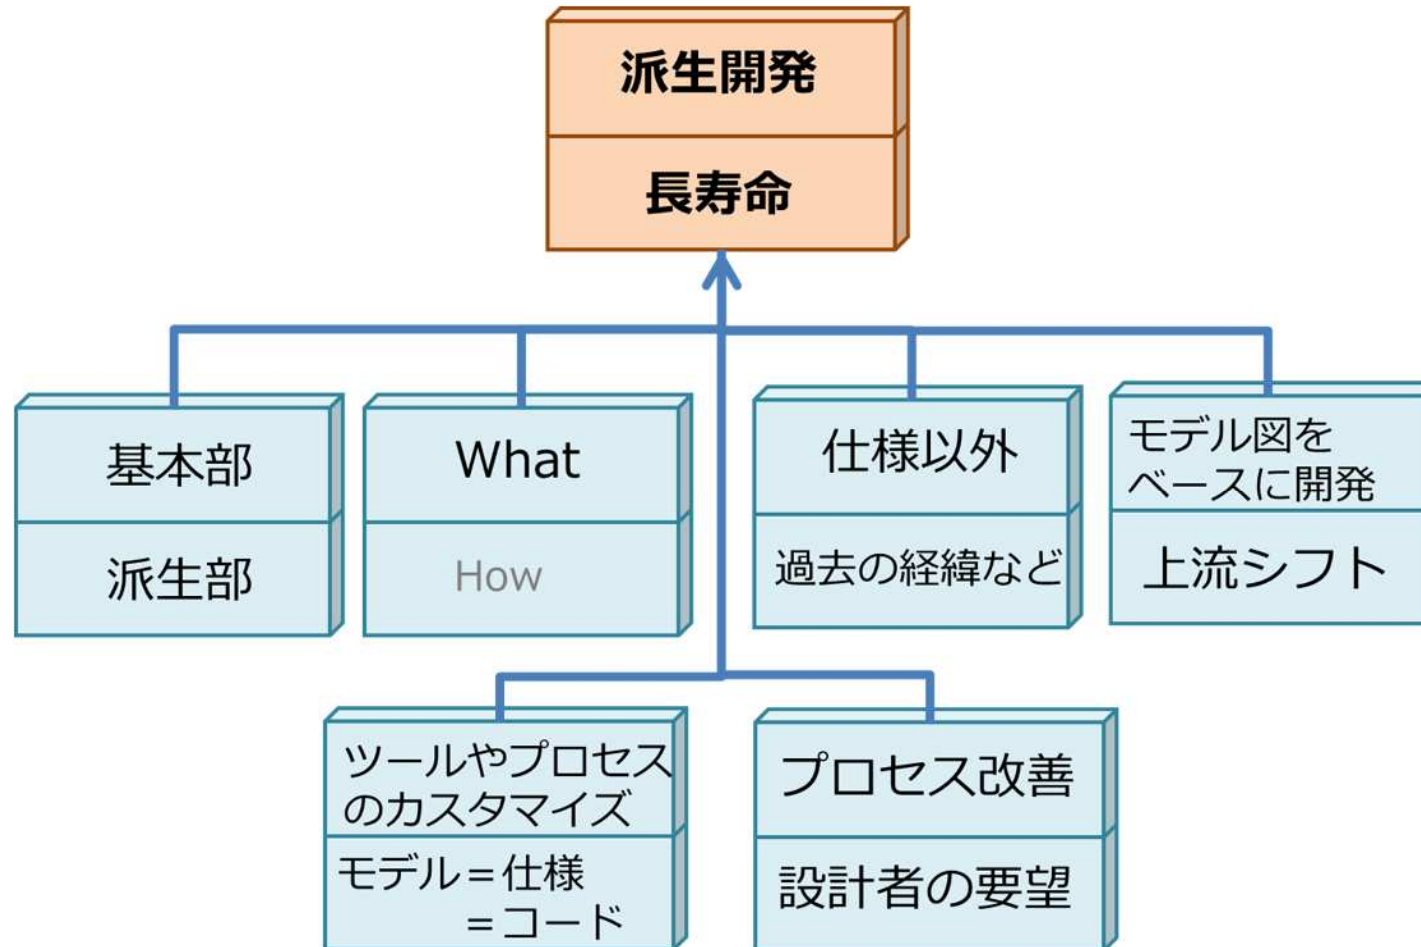 派生開発
長寿命
基本部
派生部
What
How
仕様以外
過去の経緯など
モデル図を
ベースに開発
上流シフト
ツールやプロセス
のカスタマイズ
モデル＝仕様
＝コード
プロセス改善
設計者の要望